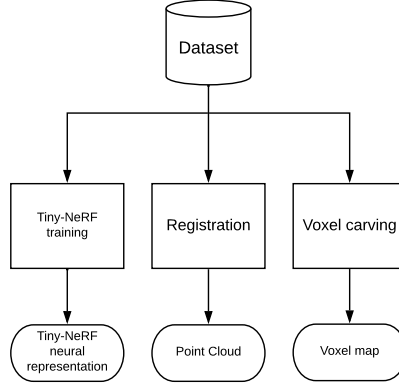 Dataset
Tiny-NeRF
training
Registration
Voxel carving
Tiny-NeRF
neural
representation
Point Cloud
Voxel map